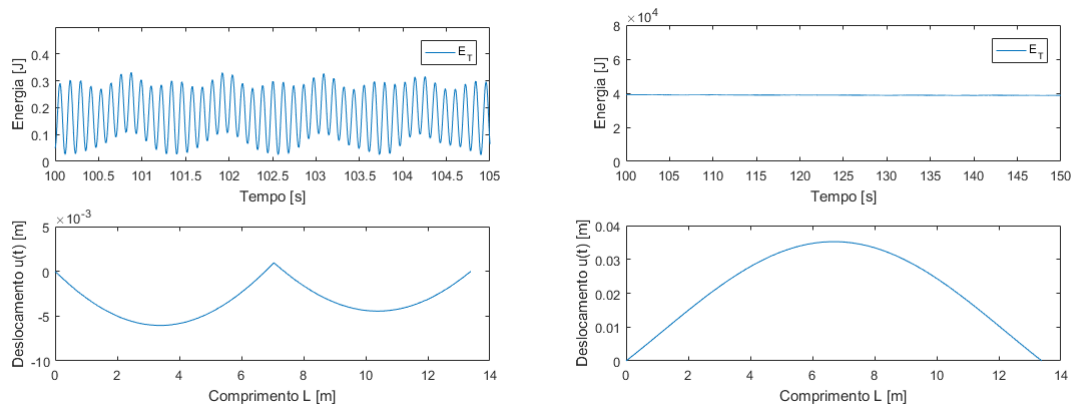 0.4
0.3
0.2
0.1
0
Energia [J]
E_T
100 100.5 101 101.5 102 102.5 103 103.5 104 104.5 105
Tempo [s]
×10^-3
5
0
-5
-10
Deslocamento u(t) [m]
0 2 4 6 8 10 12 14
Comprimento L [m]
×10^4
8
6
4
2
0
Energia [J]
E_T
100 105 110 115 120 125 130 135 140 145 150
Tempo [s]
0.04
0.03
0.02
0.01
0
Deslocamento u(t) [m]
0 2 4 6 8 10 12 14
Comprimento L [m]